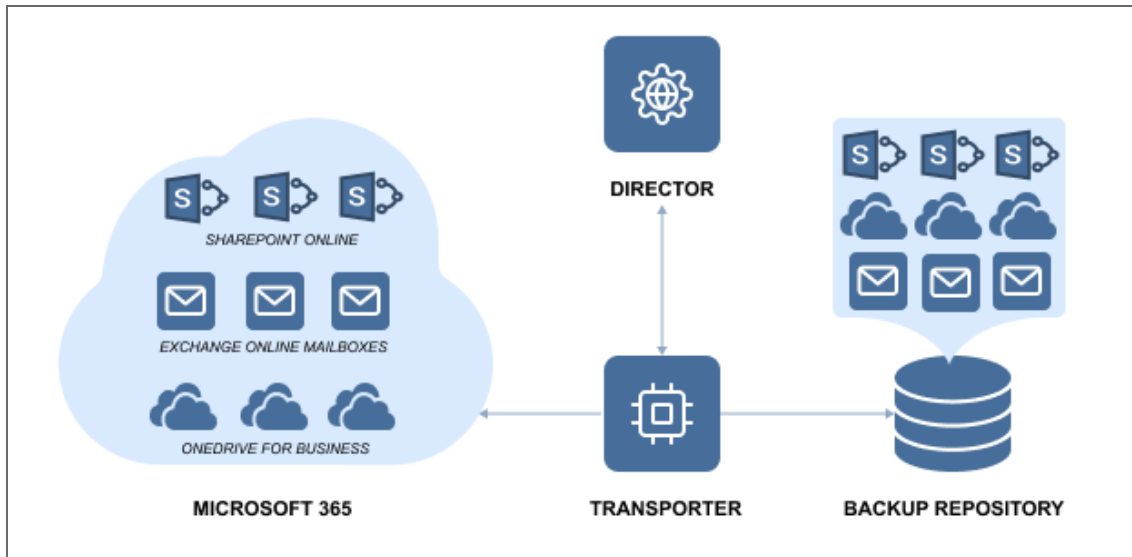 DIRECTOR
S S S
SHAREPOINT ONLINE
EXCHANGE ONLINE MAILBOXES
ONEDRIVE FOR BUSINESS
S S S
MICROSOFT 365
TRANSPORTER
BACKUP REPOSITORY